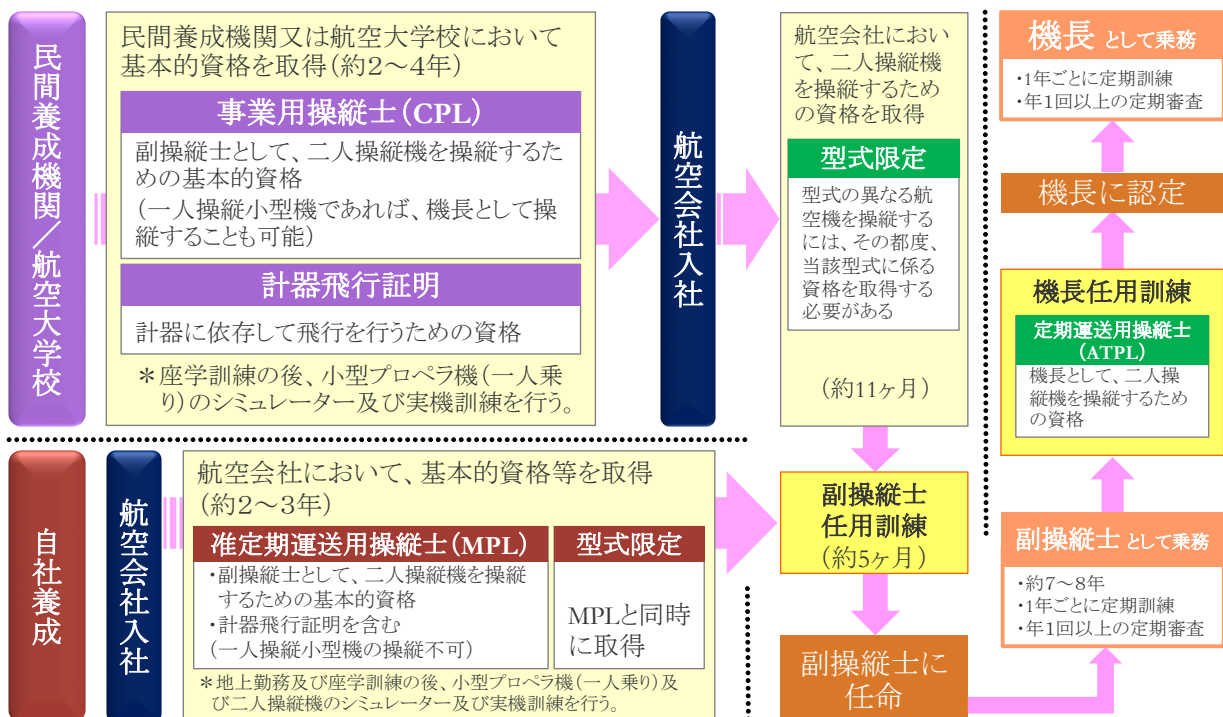 民間養成機関／航空大学校
民間養成機関又は航空大学校において
基本的資格を取得（約２～４年）
事業用操縦士（CPL）
副操縦士として、二人操縦機を操縦するた
めの基本的資格
（一人操縦小型機であれば、機長として操
縦することも可能）
計器飛行証明
計器に依存して飛行を行うための資格
＊座学訓練の後、小型プロペラ機（一人乗
り）のシミュレーター及び実機訓練を行う。
航空会社入社
航空会社におい
て、二人操縦機
を操縦するため
の資格を取得
型式限定
型式の異なる航
空機を操縦する
には、その都度、
当該型式に係る
資格を取得する
必要がある
（約11ヶ月）
自社養成
航空会社入社
航空会社において、基本的資格等を取得
（約２～３年）
准定期運送用操縦士（MPL）
・副操縦士として、二人操縦機を操縦
するための基本的資格
・計器飛行証明を含む
（一人操縦小型機の操縦不可）
型式限定
MPLと同時
に取得
＊地上勤務及び座学訓練の後、小型プロペラ機（一人乗り）及
び二人操縦機のシミュレーター及び実機訓練を行う。
副操縦士
任用訓練
（約5ヶ月）
副操縦士に
任命
副操縦士 として乗務
・約7～8年
・1年ごとに定期訓練
・年1回以上の定期審査
機長任用訓練
定期運送用操縦士
（ATPL）
機長として、二人操
縦機を操縦するため
の資格
機長に認定
機長 として乗務
・1年ごとに定期訓練
・年1回以上の定期審査